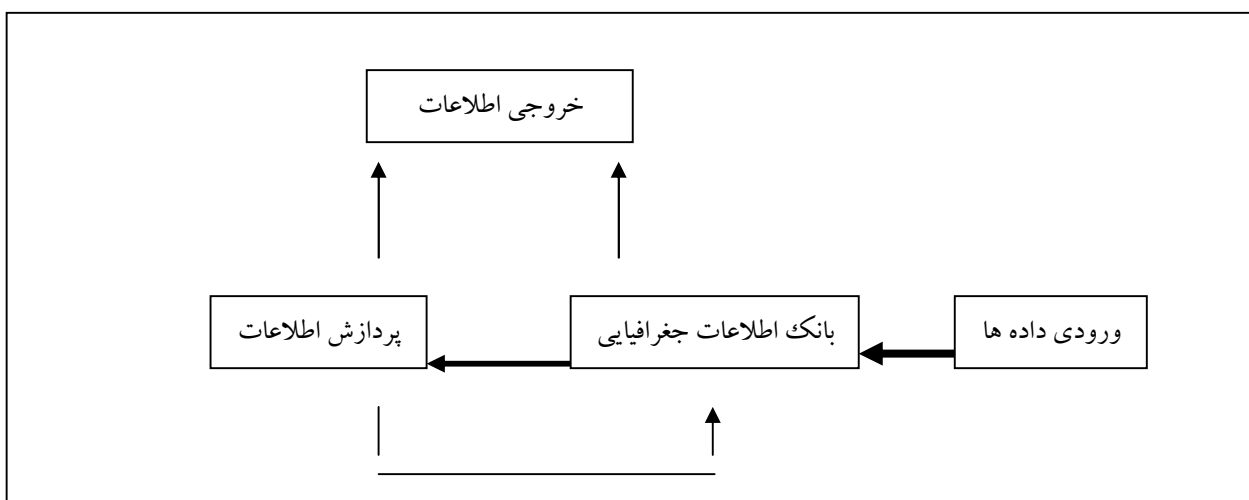 خروجی اطلاعات
ورودی داده ها
بانک اطلاعات جغرافیایی
پردازش اطلاعات